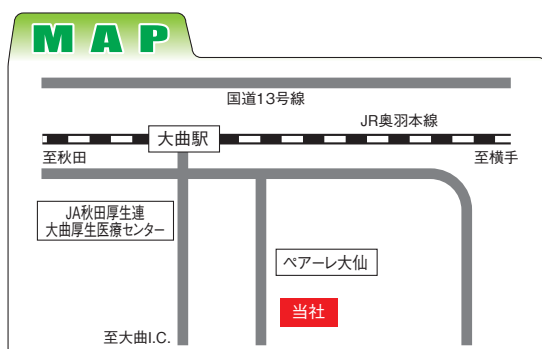 MAP
国道13号線
JR奥羽本線
大曲駅
至秋田
至横手
JA秋田厚生連
大曲厚生医療センター
ペアーレ大仙
当社
至大曲I.C.